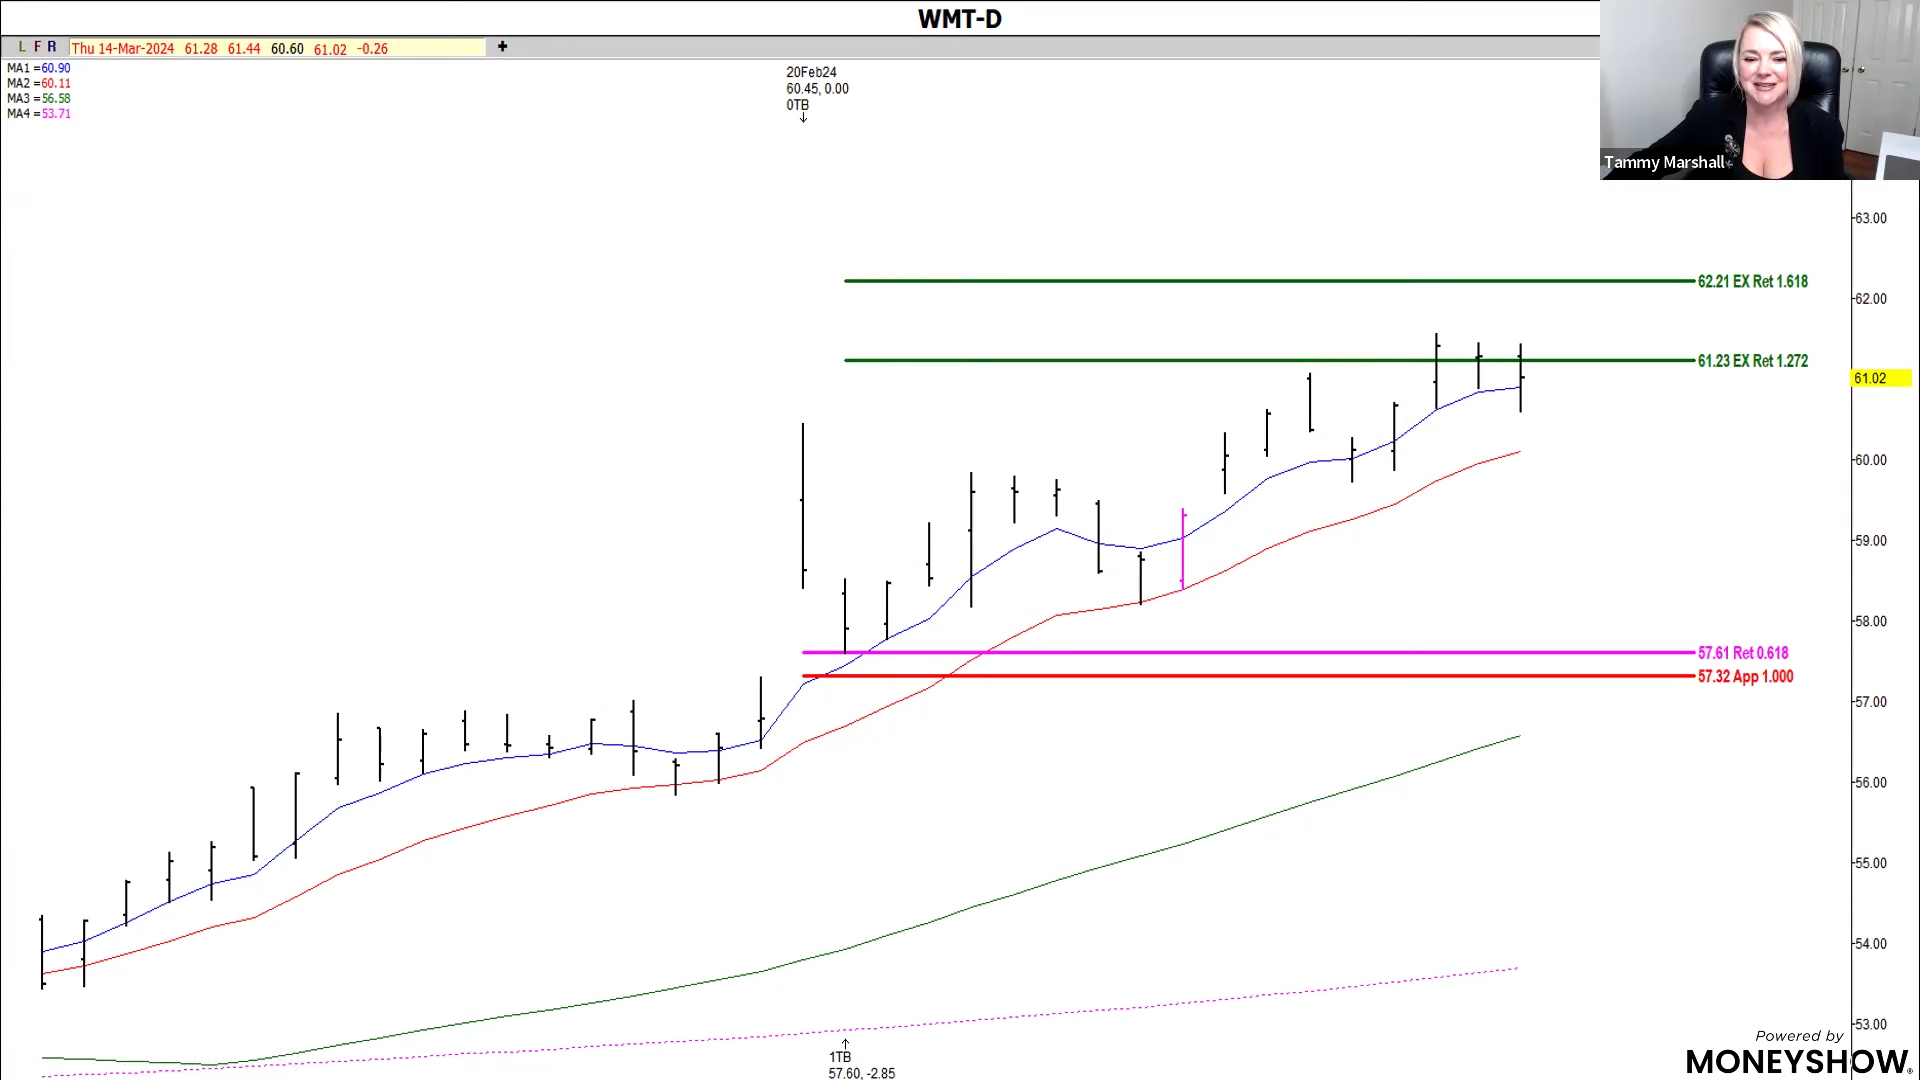 WMT-D
L F R Thu 14-Mar-2024 61.28 61.44 60.60 61.02 -0.26 +
MA1 =60.90
MA2 =60.11
MA3 =56.58
MA4 =53.71
20Feb24
60.45, 0.00
0TB
Tammy Marshall
63.00
62.21 EX Ret 1.618
62.00
61.23 EX Ret 1.272
61.02
60.00
59.00
58.00
57.61 Ret 0.618
57.32 App 1.000
57.00
56.00
55.00
54.00
53.00
1TB
57.60, -2.85
Powered by
MONEYSHOW